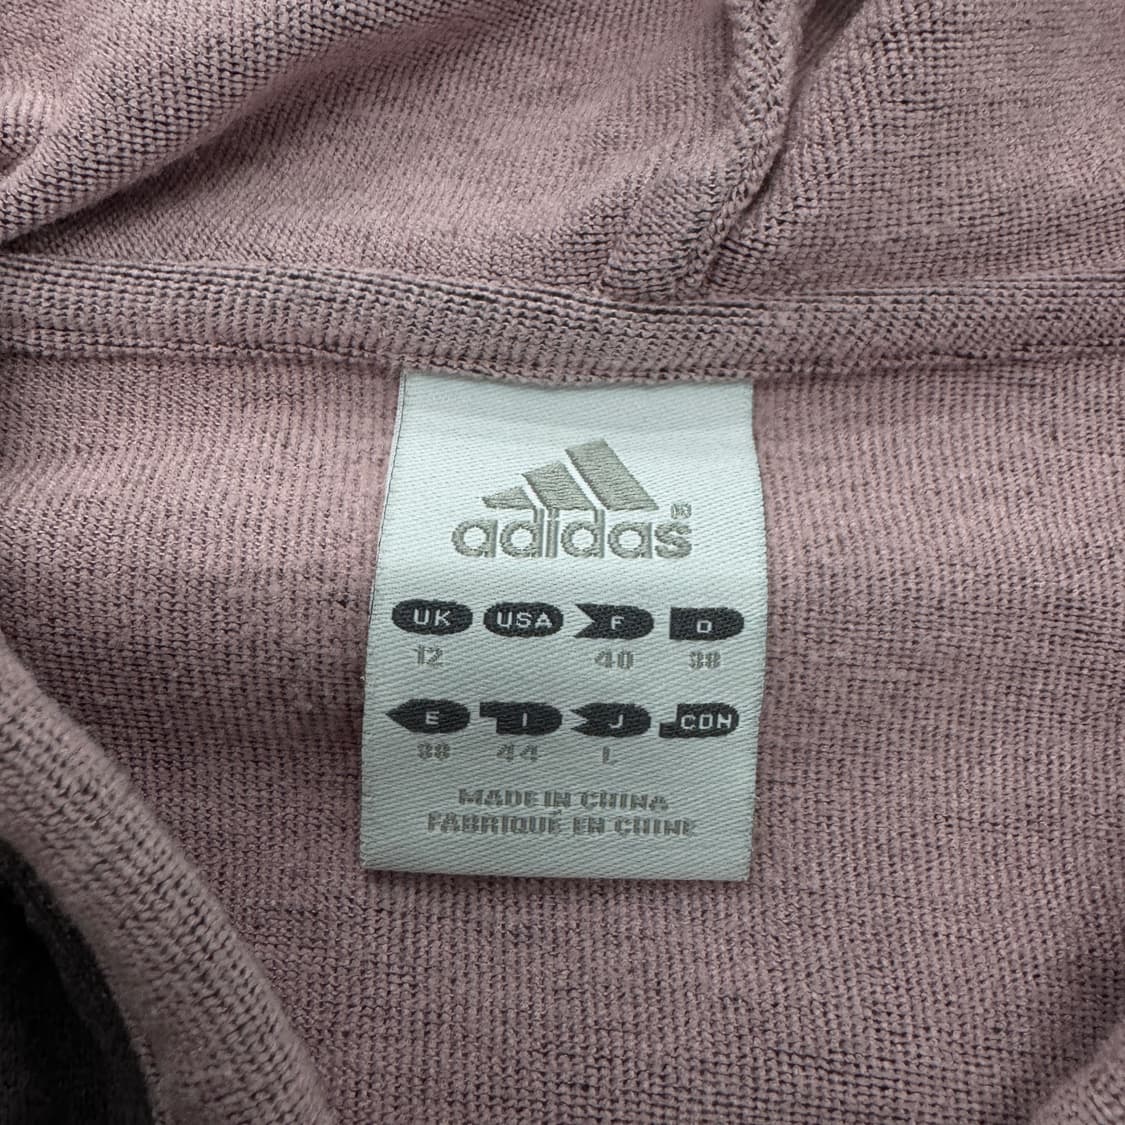 adidas®
UK USA F D
12 40 38
E I J CDN
38 44 L
MADE IN CHINA
FABRIQUÉ EN CHINE